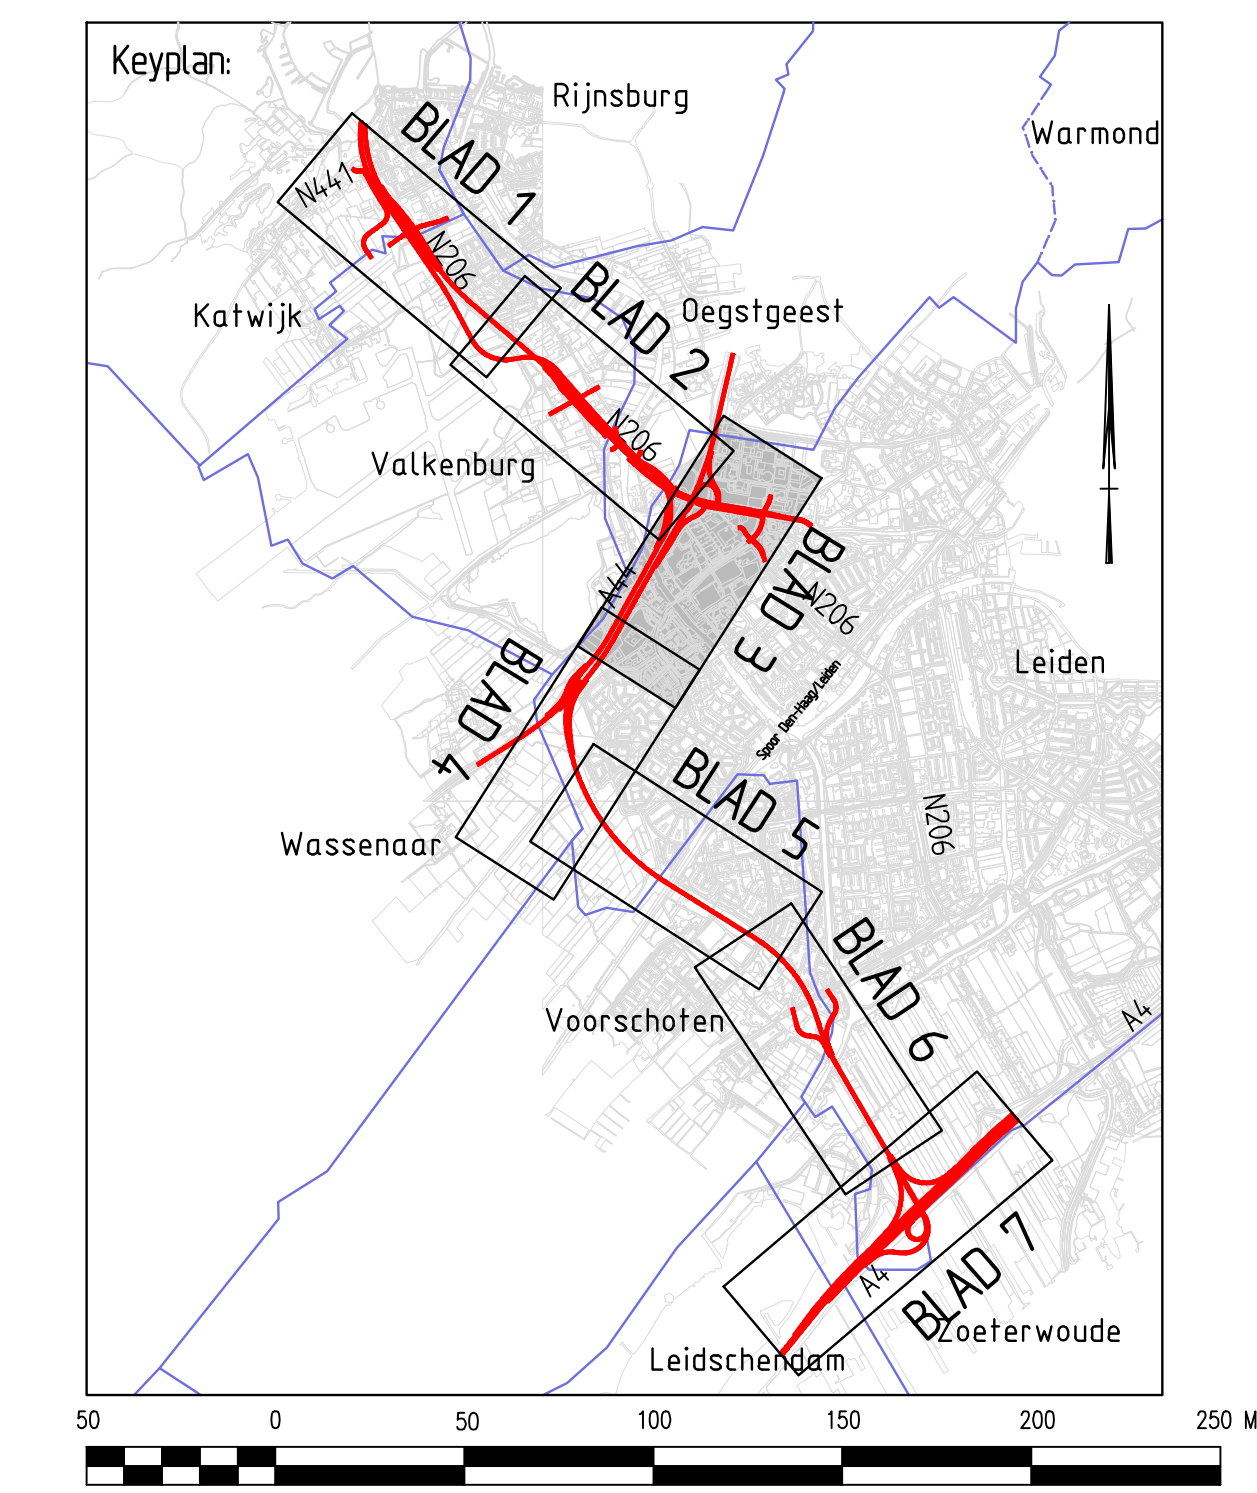 Keyplan:
Rijnsburg
Warmond
BLAD 1
N441
N206
Katwijk
BLAD 2
Oegstgeest
N206
Valkenburg
BLAD 3
A44
N206
Leiden
BLAD 4
Spoor Den-Haag/Leiden
BLAD 5
N206
Wassenaar
BLAD 6
Voorschoten
A4
BLAD 7
A4
Zoeterwoude
Leidschendam
50 0 50 100 150 200 250 M